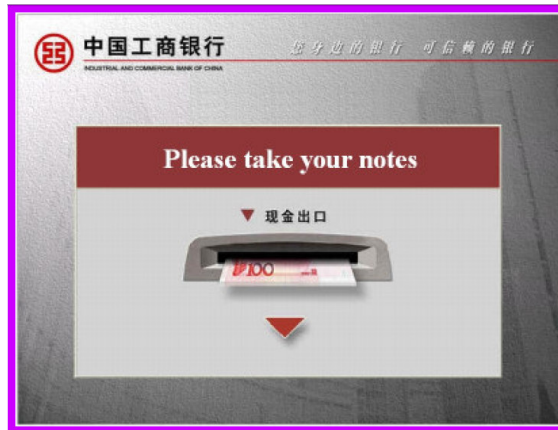 中国工商银行
INDUSTRIAL AND COMMERCIAL BANK OF CHINA
您身边的银行 可信赖的银行
Please take your notes
现金出口
100